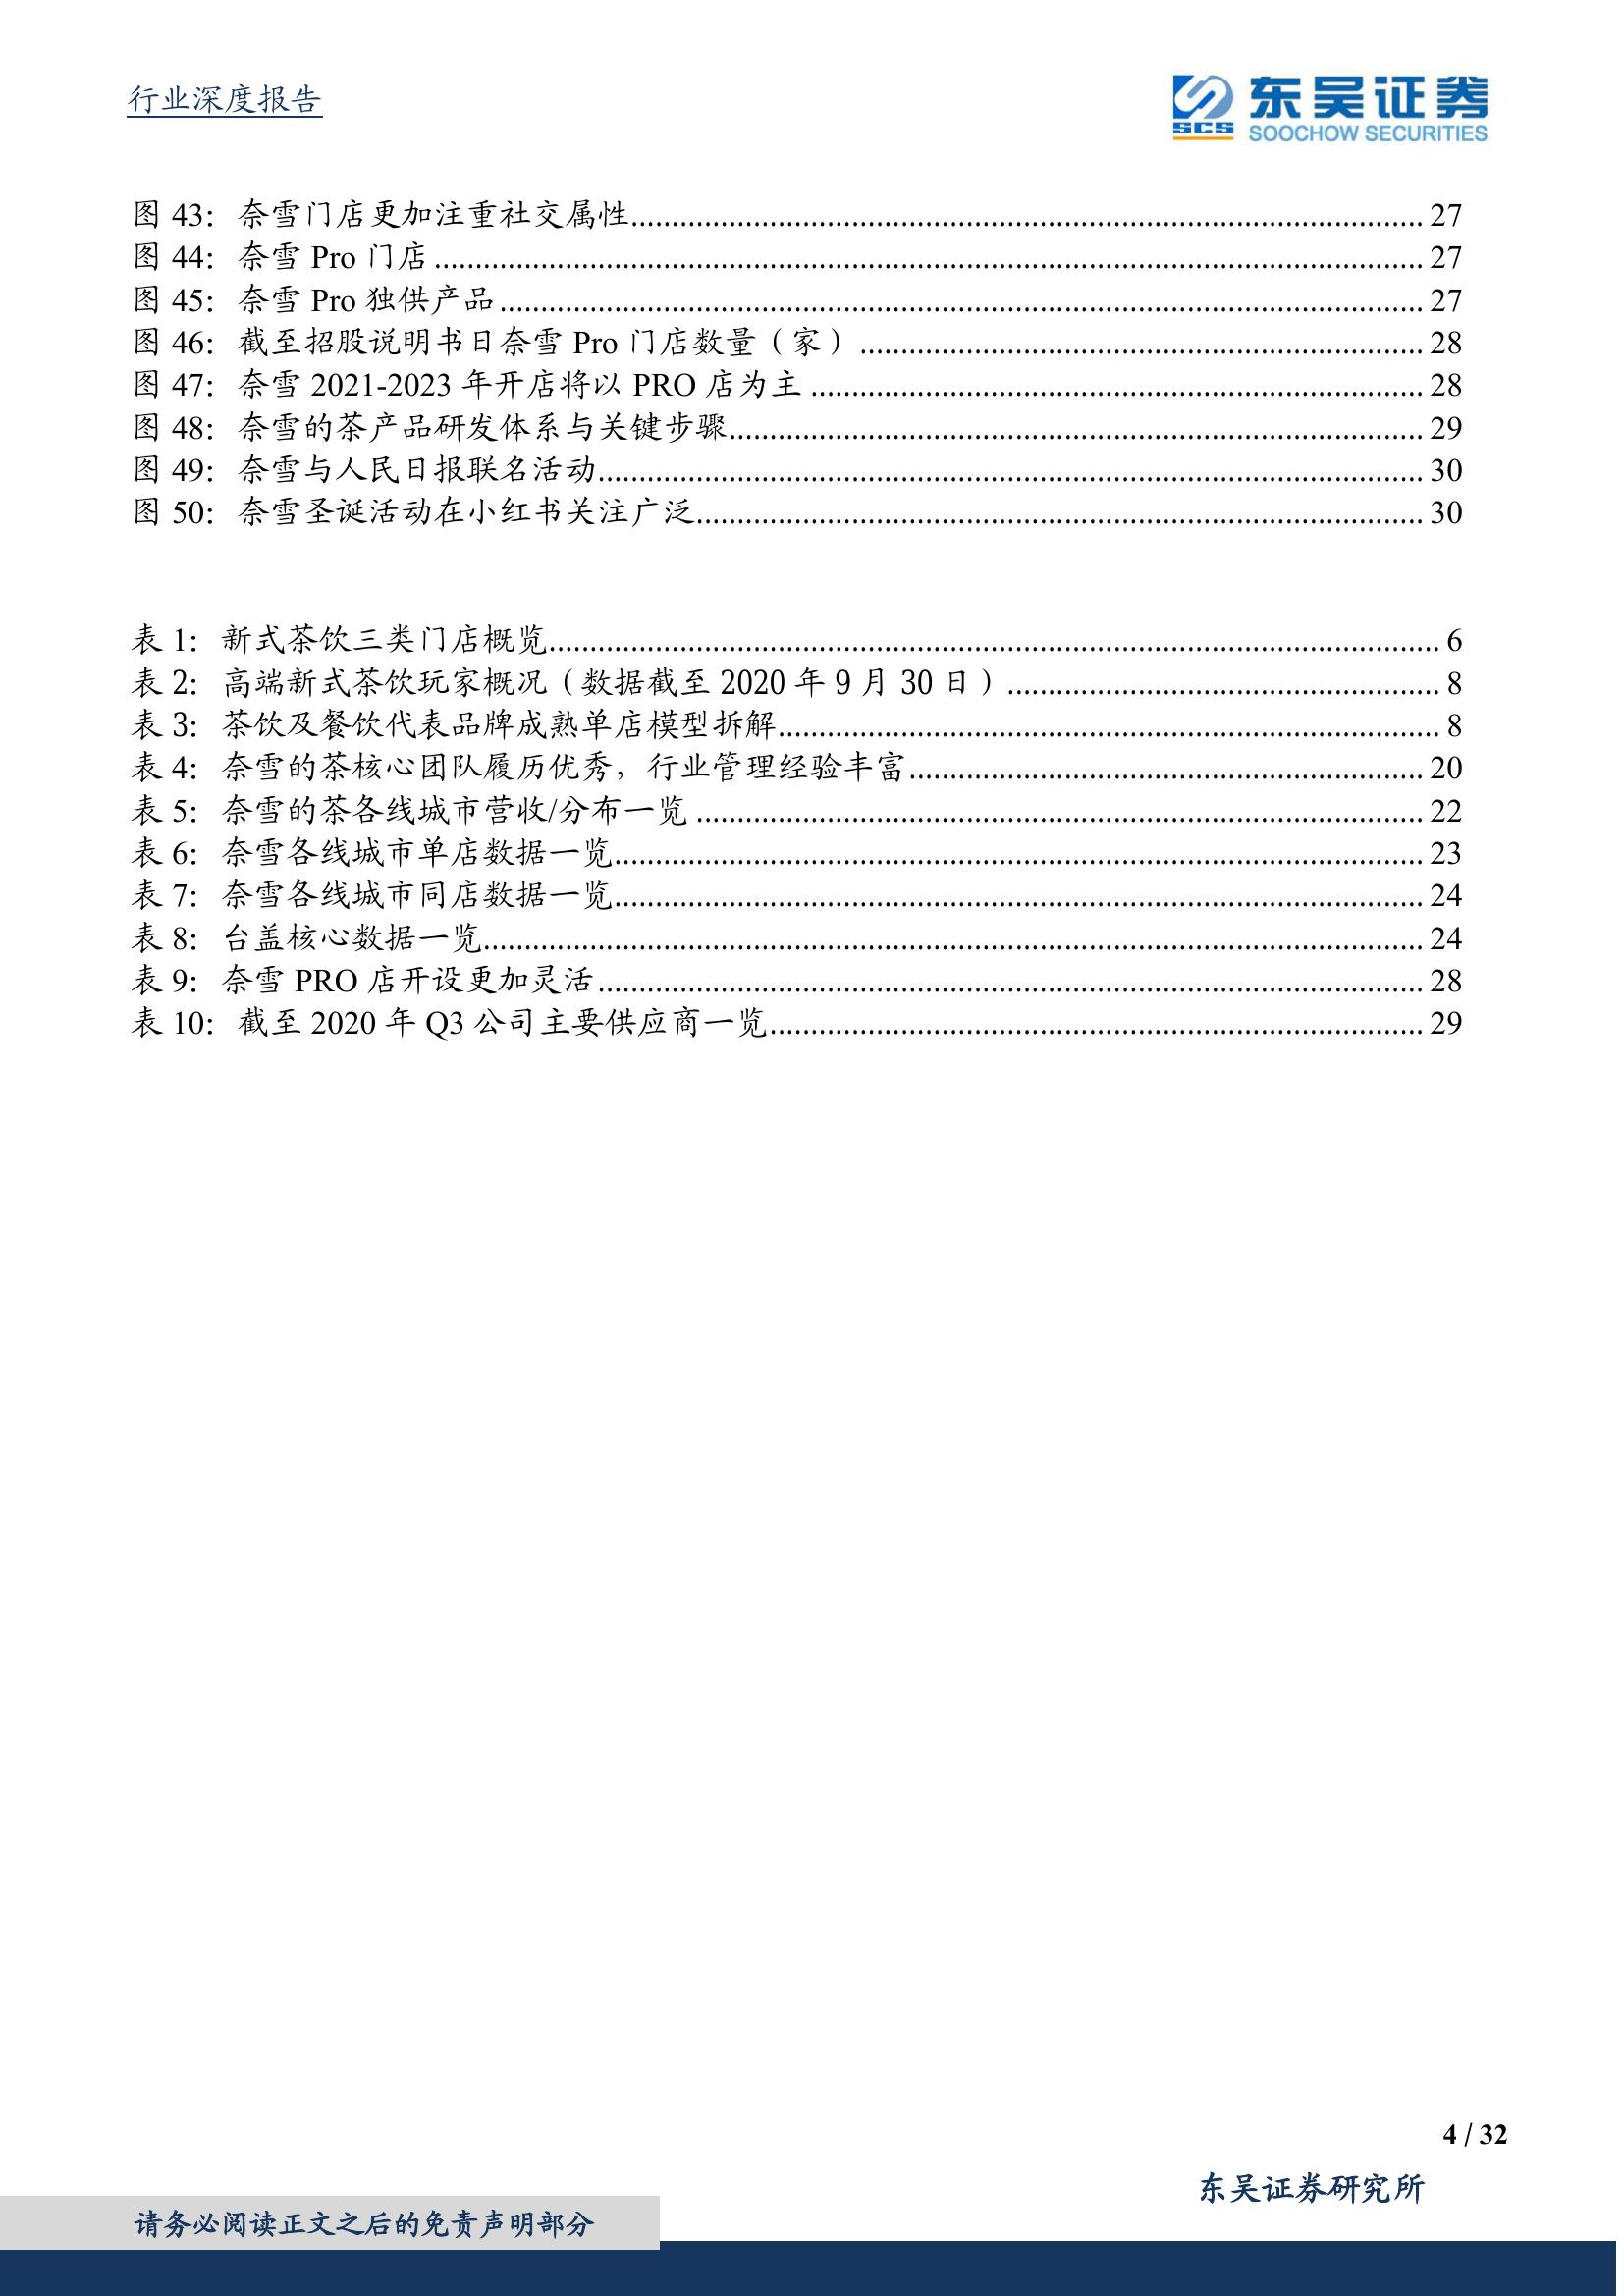 行业深度报告
SCS
东吴证券
SOOCHOW SECURITIES
图 43：奈雪门店更加注重社交属性 27
图 44：奈雪 Pro 门店 27
图 45：奈雪 Pro 独供产品 27
图 46：截至招股说明书日奈雪 Pro 门店数量（家） 28
图 47：奈雪 2021-2023 年开店将以 PRO 店为主 28
图 48：奈雪的茶产品研发体系与关键步骤 29
图 49：奈雪与人民日报联名活动 30
图 50：奈雪圣诞活动在小红书关注广泛 30
表 1：新式茶饮三类门店概览 6
表 2：高端新式茶饮玩家概况（数据截至 2020 年 9 月 30 日） 8
表 3：茶饮及餐饮代表品牌成熟单店模型拆解 8
表 4：奈雪的茶核心团队履历优秀，行业管理经验丰富 20
表 5：奈雪的茶各线城市营收/分布一览 22
表 6：奈雪各线城市单店数据一览 23
表 7：奈雪各线城市同店数据一览 24
表 8：台盖核心数据一览 24
表 9：奈雪 PRO 店开设更加灵活 28
表 10：截至 2020 年 Q3 公司主要供应商一览 29
4 / 32
东吴证券研究所
请务必阅读正文之后的免责声明部分